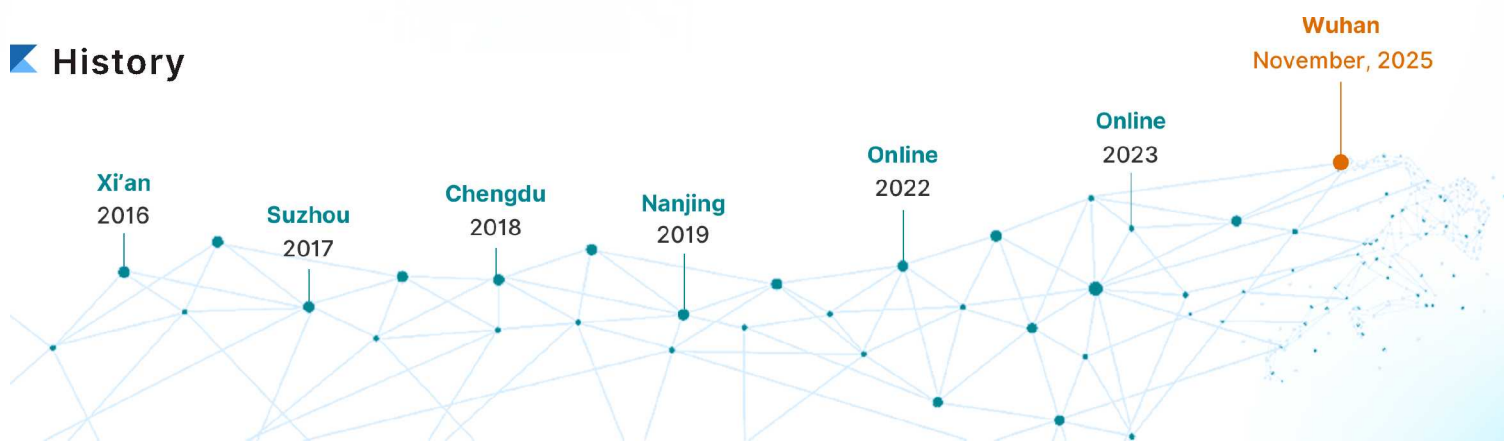 History
Xi’an
2016
Suzhou
2017
Chengdu
2018
Nanjing
2019
Online
2022
Online
2023
Wuhan
November, 2025